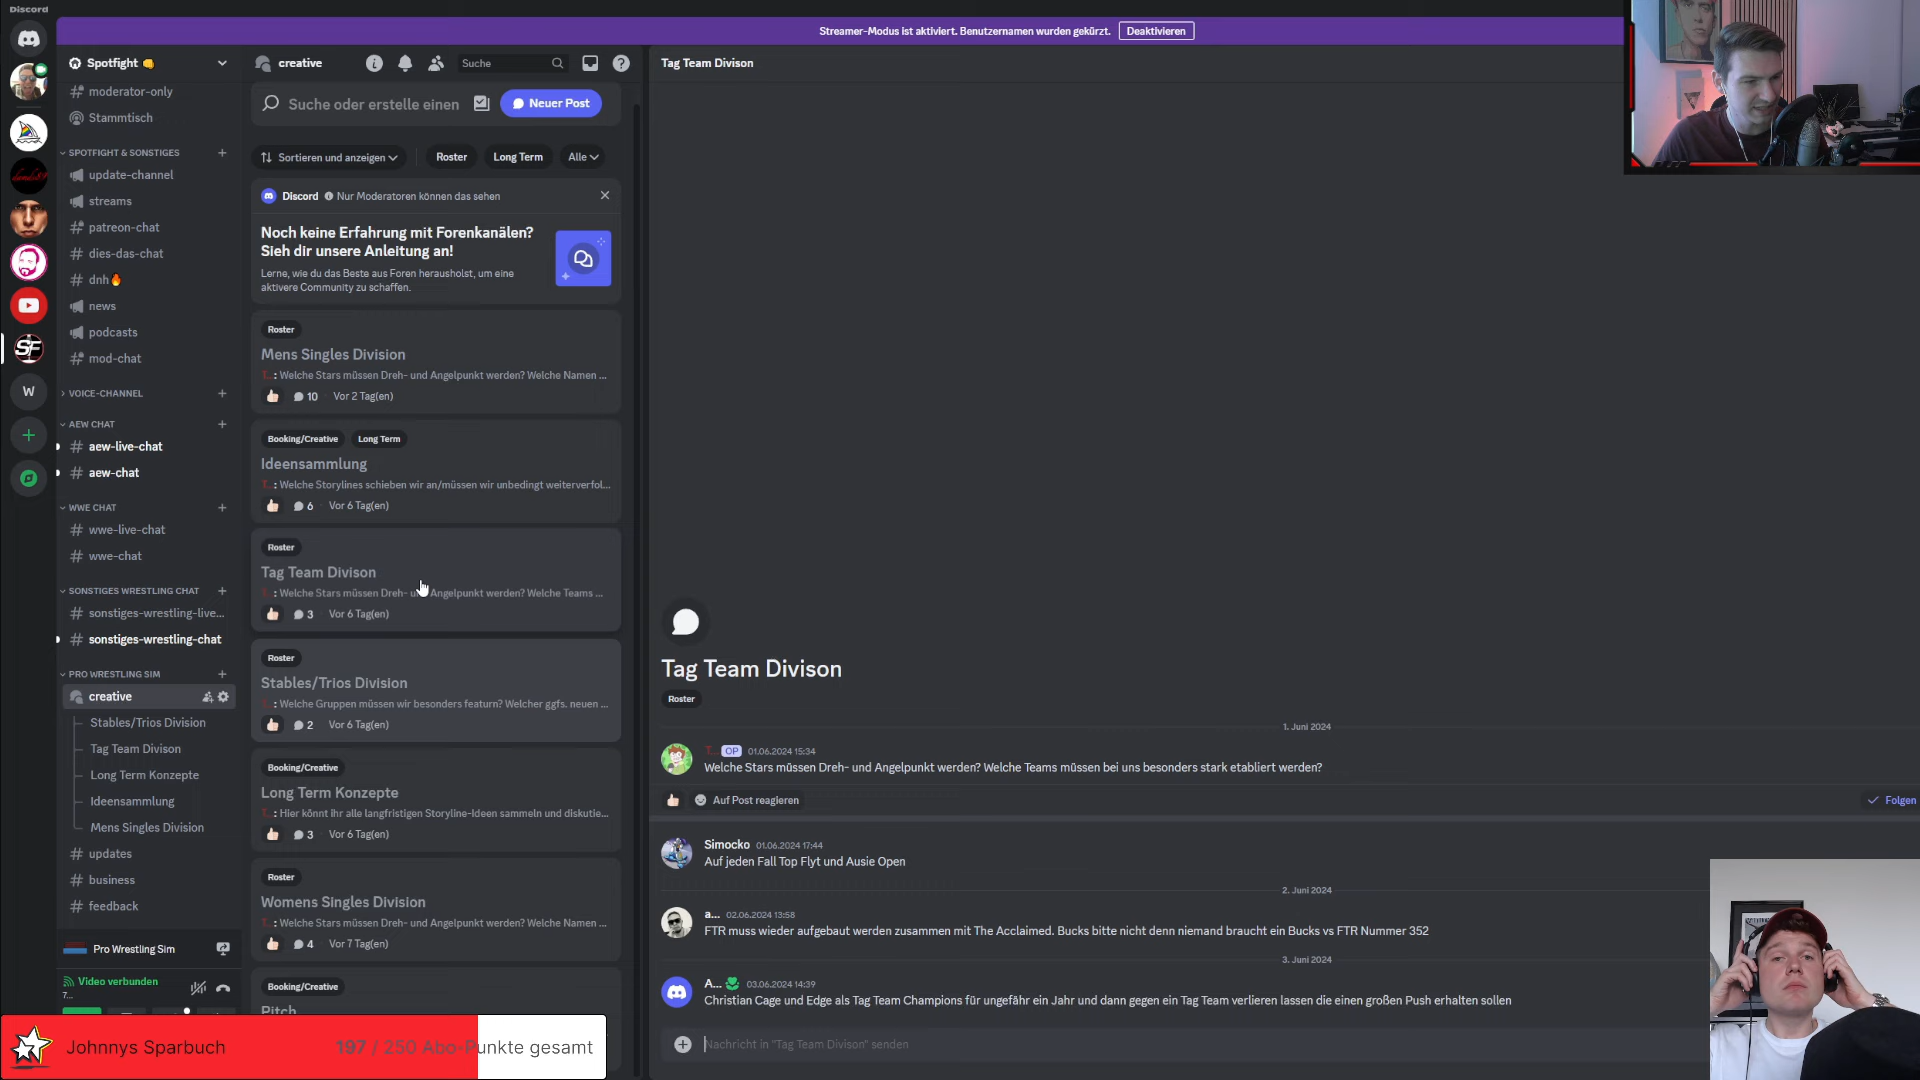 Discord
Streamer-Modus ist aktiviert. Benutzernamen wurden gekürzt.
Deaktivieren
Spotfight
moderator-only
Stammtisch
SPOTFIGHT & SONSTIGES
update-channel
streams
patreon-chat
dies-das-chat
dnh
news
podcasts
mod-chat
VOICE-CHANNEL
AEW CHAT
aew-live-chat
aew-chat
WWE CHAT
wwe-live-chat
wwe-chat
SONSTIGES WRESTLING CHAT
sonstiges-wrestling-live...
sonstiges-wrestling-chat
PRO WRESTLING SIM
creative
Stables/Trios Division
Tag Team Divison
Long Term Konzepte
Ideensammlung
Mens Singles Division
updates
business
feedback
Pro Wrestling Sim
Video verbunden
7...
SF
W
creative
Suche
Suche oder erstelle einen
Neuer Post
Sortieren und anzeigen
Roster
Long Term
Alle
Discord
Nur Moderatoren können das sehen
Noch keine Erfahrung mit Forenkanälen?
Sieh dir unsere Anleitung an!
Lerne, wie du das Beste aus Foren herausholst, um eine
aktivere Community zu schaffen.
Roster
Mens Singles Division
T...: Welche Stars müssen Dreh- und Angelpunkt werden? Welche Namen ...
10 · Vor 2 Tag(en)
Booking/Creative
Long Term
Ideensammlung
T...: Welche Storylines schieben wir an/müssen wir unbedingt weiterverfol...
6 · Vor 6 Tag(en)
Roster
Tag Team Divison
: Welche Stars müssen Dreh- und Angelpunkt werden? Welche Teams ...
3 · Vor 6 Tag(en)
Roster
Stables/Trios Division
: Welche Gruppen müssen wir besonders featurn? Welcher ggfs. neuen ...
2 · Vor 6 Tag(en)
Booking/Creative
Long Term Konzepte
: Hier könnt ihr alle langfristigen Storyline-Ideen sammeln und diskutie...
3 · Vor 6 Tag(en)
Roster
Womens Singles Division
: Welche Stars müssen Dreh- und Angelpunkt werden? Welche Namen ...
4 · Vor 7 Tag(en)
Booking/Creative
Pitch
Tag Team Divison
Tag Team Divison
Roster
1. Juni 2024
T... OP 01.06.2024 15:34
Welche Stars müssen Dreh- und Angelpunkt werden? Welche Teams müssen bei uns besonders stark etabliert werden?
Auf Post reagieren
Folgen
Simocko 01.06.2024 17:44
Auf jeden Fall Top Flyt und Ausie Open
2. Juni 2024
a... 02.06.2024 13:58
FTR muss wieder aufgebaut werden zusammen mit The Acclaimed. Bucks bitte nicht denn niemand braucht ein Bucks vs FTR Nummer 352
3. Juni 2024
A... 03.06.2024 14:39
Christian Cage und Edge als Tag Team Champions für ungefähr ein Jahr und dann gegen ein Tag Team verlieren lassen die einen großen Push erhalten sollen
Nachricht in "Tag Team Divison" senden
Johnnys Sparbuch
197 / 250 Abo-Punkte gesamt